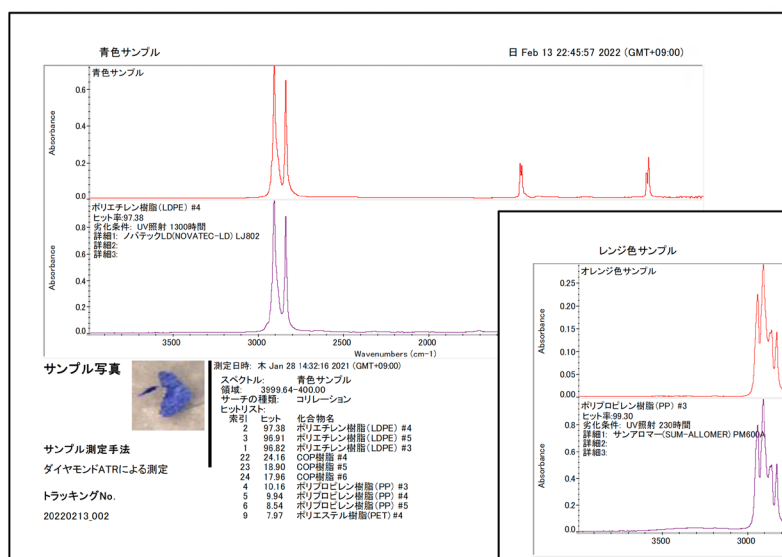 青色サンプル
日 Feb 13 22:45:57 2022 (GMT+09:00)
青色サンプル
0.6
0.4
0.2
0.0
Absorbance
ポリエチレン樹脂(LDPE) #4
ヒット率:97.38
劣化条件: UV照射 1300時間
詳細1: ノバテックLD(NOVATEC-LD) LJ802
詳細2:
詳細3:
0.8
0.6
0.4
0.2
0.0
Absorbance
3500
3000
2500
2000
Wavenumbers (cm-1)
サンプル写真
測定日時: 木 Jan 28 14:32:16 2021 (GMT+09:00)
スペクトル: 青色サンプル
領域: 3999.64-400.00
サーチの種類: コリレーション
ヒットリスト:
索引 ヒット 化合物名
2 97.38 ポリエチレン樹脂(LDPE) #4
3 96.91 ポリエチレン樹脂(LDPE) #5
1 96.82 ポリエチレン樹脂(LDPE) #3
22 24.16 COP樹脂 #4
23 18.90 COP樹脂 #5
24 17.96 COP樹脂 #6
4 10.16 ポリプロピレン樹脂(PP) #3
5 9.94 ポリプロピレン樹脂(PP) #4
6 8.54 ポリプロピレン樹脂(PP) #5
9 7.97 ポリエステル樹脂(PET) #4
サンプル測定手法
ダイヤモンドATRによる測定
トラッキングNo.
20220213_002
レンジ色サンプル
オレンジ色サンプル
0.25
0.20
0.15
0.10
0.05
0.00
Absorbance
ポリプロピレン樹脂(PP) #3
ヒット率:99.30
劣化条件: UV照射 230時間
詳細1: サンアロマー(SUM-ALLOMER) PM600A
詳細2:
詳細3:
0.8
0.6
0.4
0.2
0.0
Absorbance
3500
3000